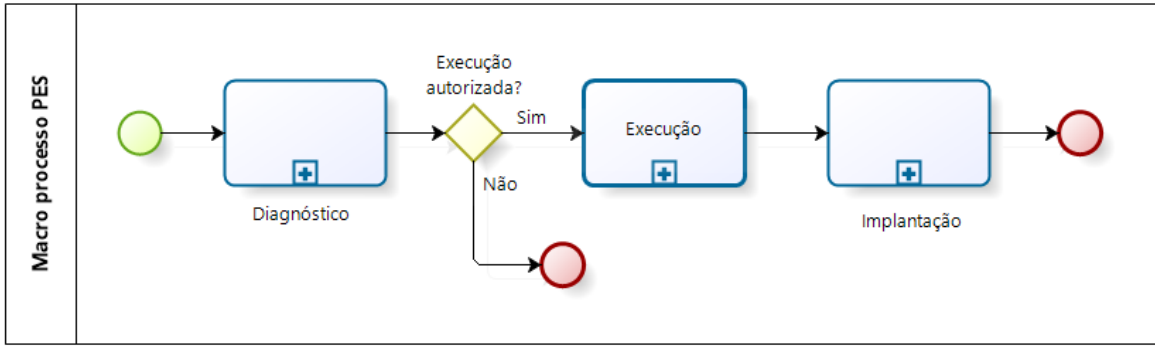 Macro processo PES
Diagnóstico
Execução
autorizada?
Sim
Não
Execução
Implantação